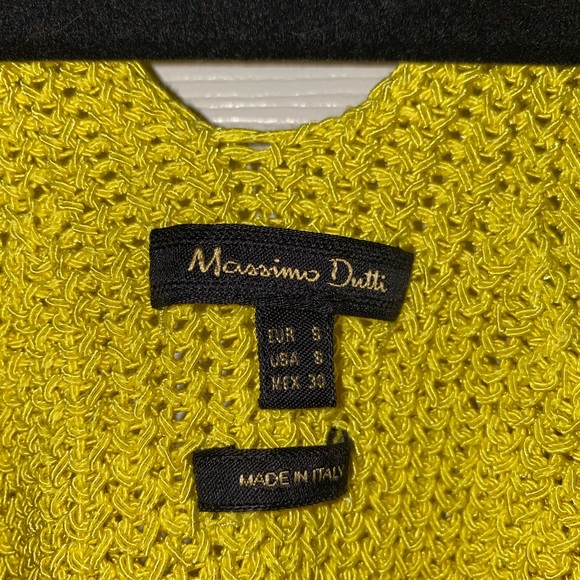 Massimo Dutti
EUR S
USA S
MEX 30
MADE IN ITALY